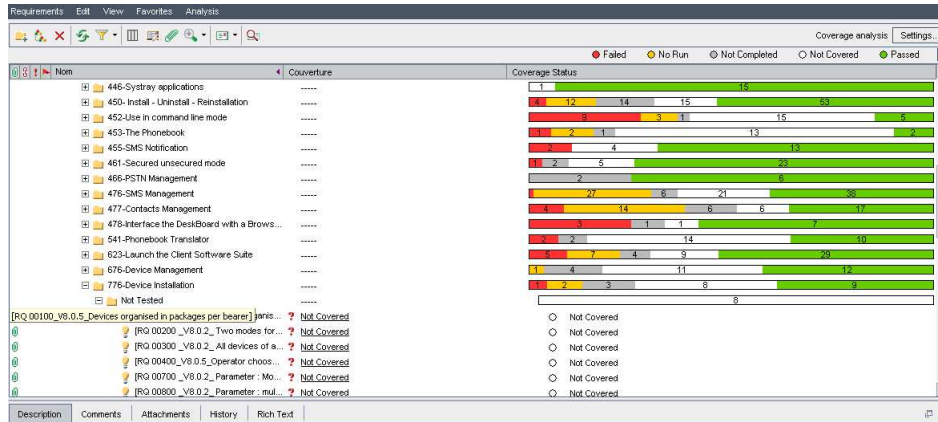 Requirements Edit View Favorites Analysis
Coverage analysis Settings...
Failed No Run Not Completed Not Covered Passed
Nom Couverture Coverage Status
446-Systray applications ----- 1 15
450- Install - Uninstall - Reinstallation ----- 4 12 14 15 53
452-Use in command line mode ----- 9 3 1 15 5
453-The Phonebook ----- 1 2 1 13 2
455-SMS Notification ----- 2 4 13
461-Secured unsecured mode ----- 1 2 5 23
466-PSTN Management ----- 2 6
476-SMS Management ----- 27 6 21 38
477-Contacts Management ----- 4 14 6 6 17
478-Interface the DeskBoard with a Brows... ----- 3 1 1 7
541-Phonebook Translator ----- 2 2 14 10
623-Launch the Client Software Suite ----- 5 7 4 9 29
676-Device Management ----- 1 4 11 12
776-Device Installation ----- 1 2 3 8 9
Not Tested ----- 8
[RQ 00100_V8.0.5_Devices organised in packages per bearer] ganis... ? Not Covered Not Covered
[RQ 00200 _V8.0.2_ Two modes for... ? Not Covered Not Covered
[RQ 00300 _V8.0.2_ All devices of a... ? Not Covered Not Covered
[RQ 00400_V8.0.5_Operator choos... ? Not Covered Not Covered
[RQ 00700 _V8.0.2_ Parameter : Mo... ? Not Covered Not Covered
[RQ 00800 _V8.0.2_ Parameter : mul... ? Not Covered Not Covered
Description Comments Attachments History Rich Text